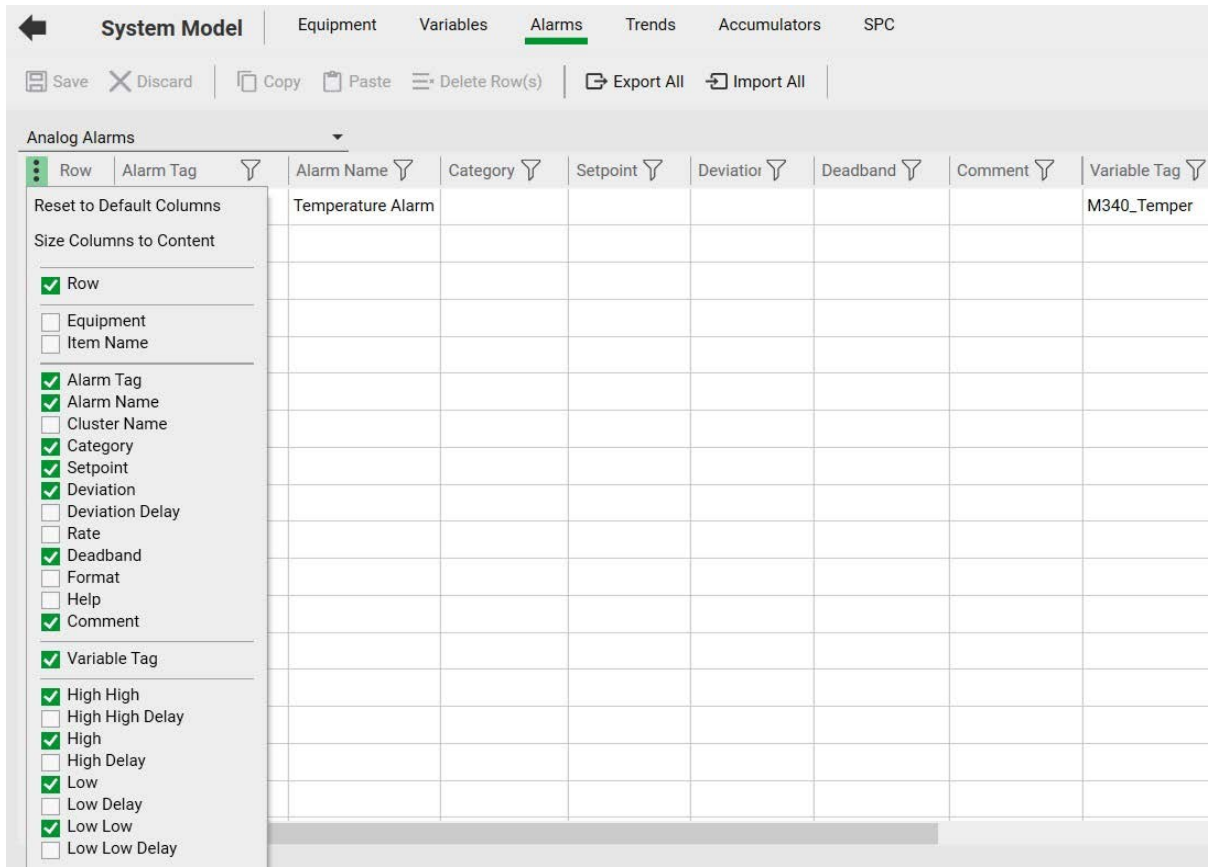 System Model Equipment Variables Alarms Trends Accumulators SPC
Save Discard Copy Paste Delete Row(s) Export All Import All
Analog Alarms
Row Alarm Tag Alarm Name Category Setpoint Deviation Deadband Comment Variable Tag
Reset to Default Columns Temperature Alarm M340_Temper
Size Columns to Content
Row
Equipment
Item Name
Alarm Tag
Alarm Name
Cluster Name
Category
Setpoint
Deviation
Deviation Delay
Rate
Deadband
Format
Help
Comment
Variable Tag
High High
High High Delay
High
High Delay
Low
Low Delay
Low Low
Low Low Delay